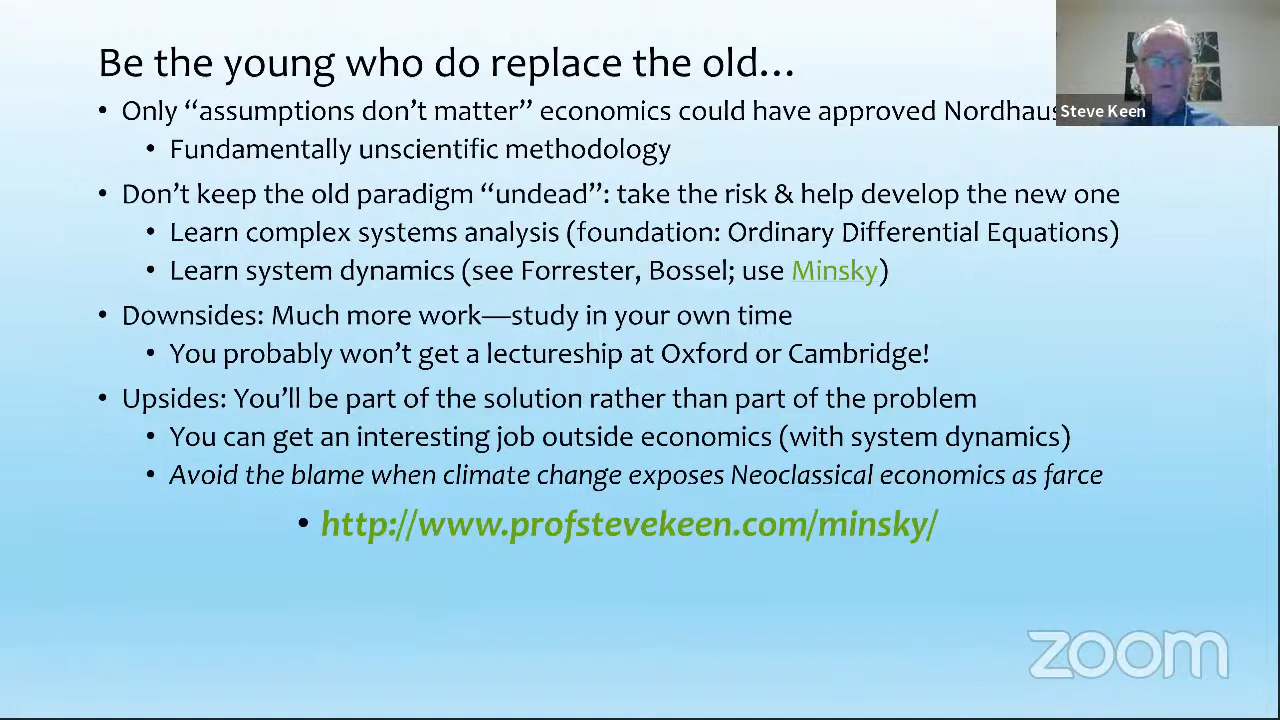 Be the young who do replace the old…
• Only “assumptions don’t matter” economics could have approved Nordhaus
• Fundamentally unscientific methodology
• Don’t keep the old paradigm “undead”: take the risk & help develop the new one
• Learn complex systems analysis (foundation: Ordinary Differential Equations)
• Learn system dynamics (see Forrester, Bossel; use Minsky)
• Downsides: Much more work—study in your own time
• You probably won’t get a lectureship at Oxford or Cambridge!
• Upsides: You’ll be part of the solution rather than part of the problem
• You can get an interesting job outside economics (with system dynamics)
• Avoid the blame when climate change exposes Neoclassical economics as farce
• http://www.profstevekeen.com/minsky/
Steve Keen
zoom